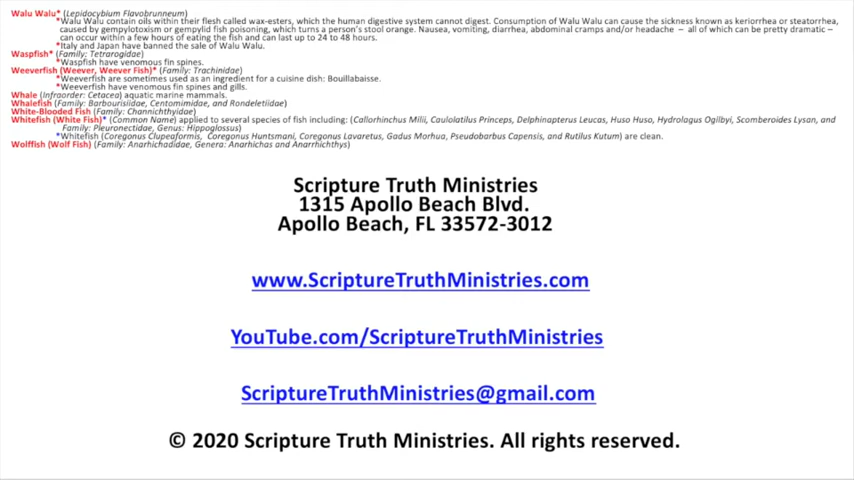 Walu Walu* (Lepidocybium Flavobrunneum)
*Walu Walu contain oils within their flesh called wax-esters, which the human digestive system cannot digest. Consumption of Walu Walu can cause the sickness known as keriorrhea or steatorrhea,
caused by gempylotoxism or gempylid fish poisoning, which turns a person's stool orange. Nausea, vomiting, diarrhea, abdominal cramps and/or headache – all of which can be pretty dramatic –
can occur within a few hours of eating the fish and can last up to 24 to 48 hours.
*Italy and Japan have banned the sale of Walu Walu.
Waspfish* (Family: Tetrarogidae)
*Waspfish have venomous fin spines.
Weeverfish (Weever, Weever Fish)* (Family: Trachinidae)
*Weeverfish are sometimes used as an ingredient for a cuisine dish: Bouillabaisse.
*Weeverfish have venomous fin spines and gills.
Whale (Infraorder: Cetacea) aquatic marine mammals.
Whalefish (Family: Barbourisiidae, Centomimidae, and Rondeletiidae)
White-Blooded Fish (Family: Channichthyidae)
Whitefish (White Fish)* (Common Name) applied to several species of fish including: (Callorhinchus Milii, Caulolatilus Princeps, Delphinapterus Leucas, Huso Huso, Hydrolagus Ogilbyi, Scomberoides Lysan, and
Family: Pleuronectidae, Genus: Hippoglossus)
*Whitefish (Coregonus Clupeaformis, Coregonus Huntsmani, Coregonus Lavaretus, Gadus Morhua, Pseudobarbus Capensis, and Rutilus Kutum) are clean.
Wolffish (Wolf Fish) (Family: Anarhichadidae, Genera: Anarhichas and Anarrhichthys)
Scripture Truth Ministries
1315 Apollo Beach Blvd.
Apollo Beach, FL 33572-3012
www.ScriptureTruthMinistries.com
YouTube.com/ScriptureTruthMinistries
ScriptureTruthMinistries@gmail.com
© 2020 Scripture Truth Ministries. All rights reserved.